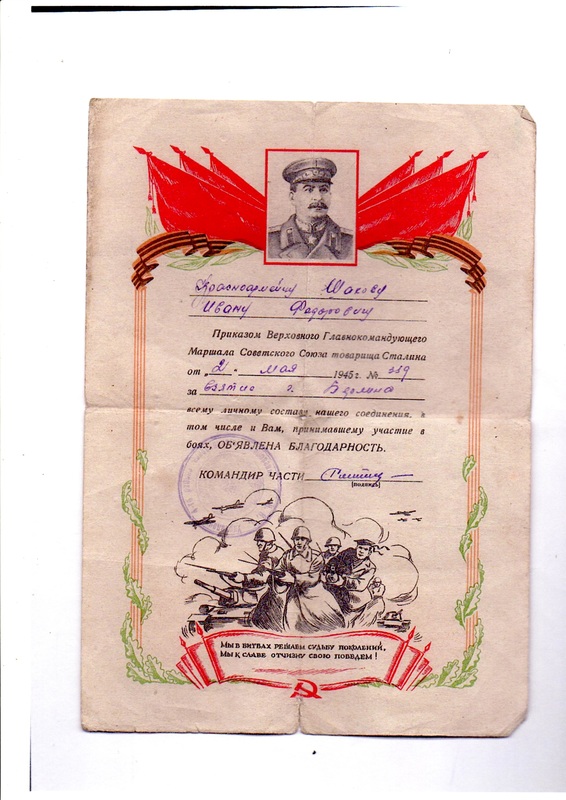 Красноармейцу
Ивану Федоровичу
Приказом Верховного Главнокомандующего
Маршала Советского Союза товарища Сталина
от „2" мая 1945 г. № 359
за взятие г. Берлина
всему личному составу нашего соединения, в
том числе и Вам, принимавшему участие в
боях, ОБ'ЯВЛЕНА БЛАГОДАРНОСТЬ.
КОМАНДИР ЧАСТИ
(подпись)
Мы в битвах решаем судьбу поколений,
Мы к славе отчизну свою поведем!